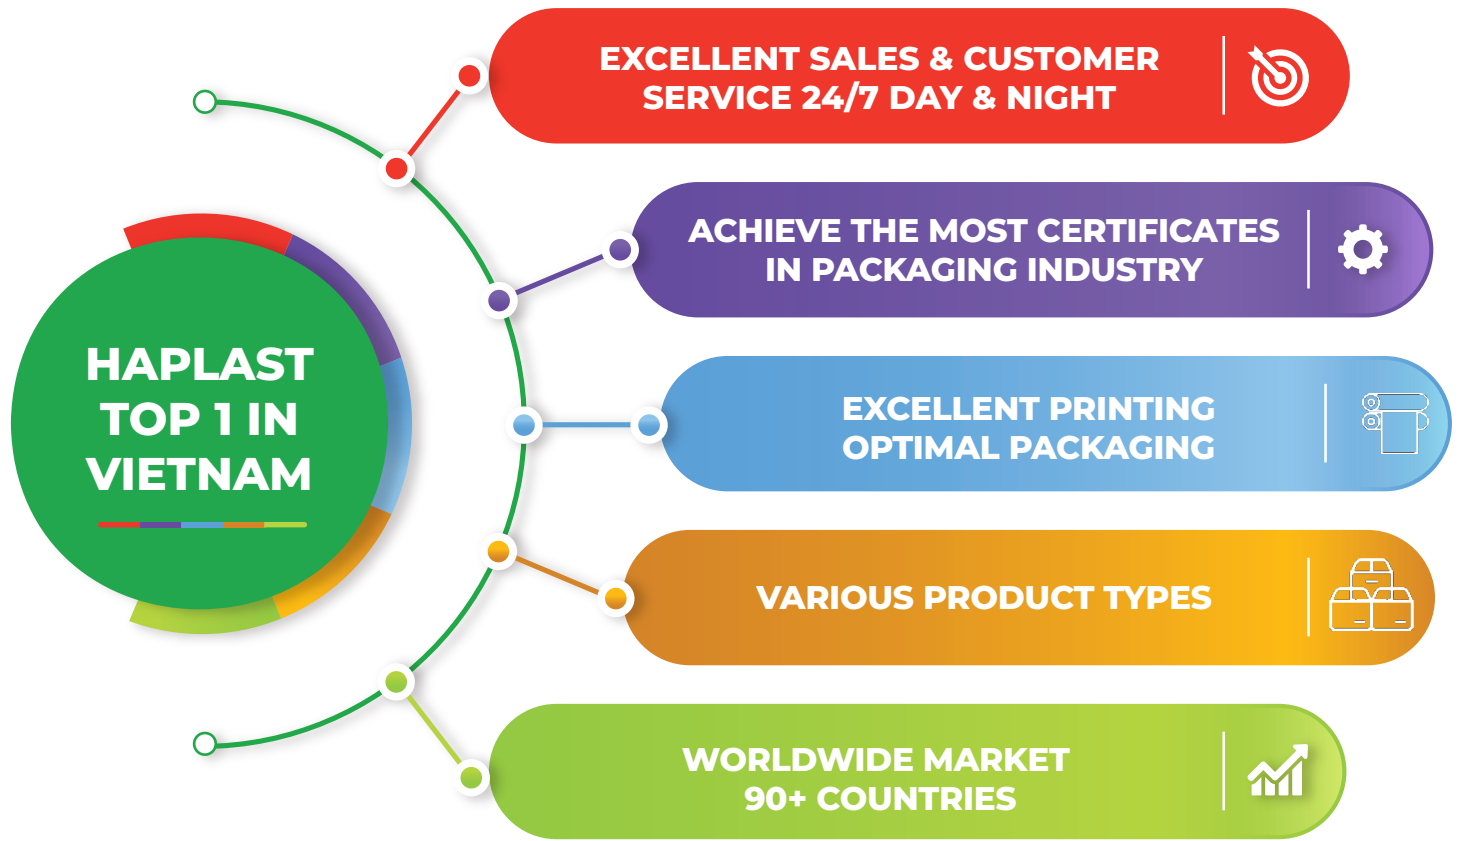 HAPLAST
TOP 1 IN
VIETNAM
EXCELLENT SALES & CUSTOMER
SERVICE 24/7 DAY & NIGHT
ACHIEVE THE MOST CERTIFICATES
IN PACKAGING INDUSTRY
EXCELLENT PRINTING
OPTIMAL PACKAGING
VARIOUS PRODUCT TYPES
WORLDWIDE MARKET
90+ COUNTRIES